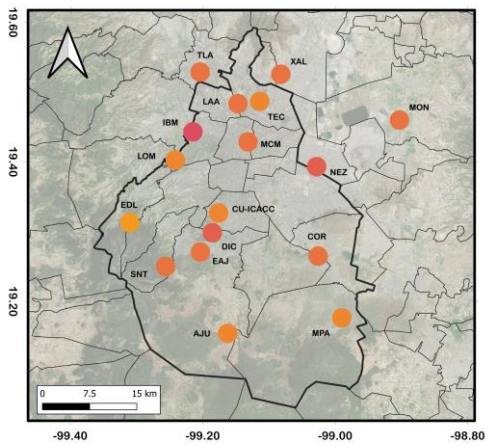 19.60
TLA
XAL
LAA
TEC
MON
IBM
MCM
19.40
LOM
NEZ
EDL
CU-ICACC
DIC
COR
EAJ
SNT
19.20
AJU
MPA
0 7.5 15 km
-99.40 -99.20 -99.00 -98.80